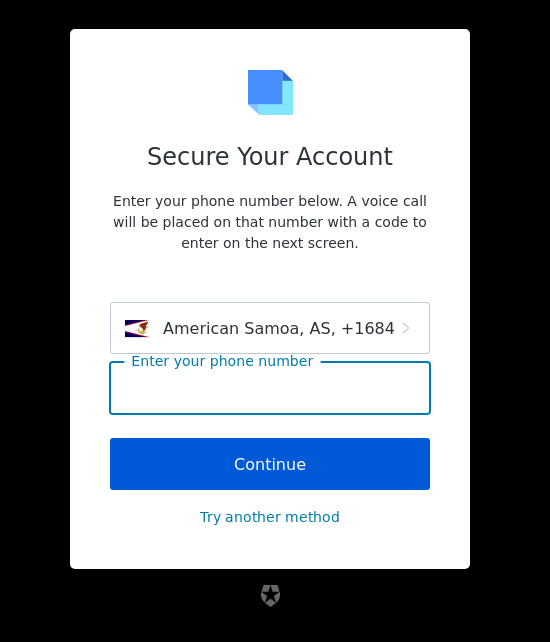 Secure Your Account
Enter your phone number below. A voice call
will be placed on that number with a code to
enter on the next screen.
American Samoa, AS, +1684
Enter your phone number
Continue
Try another method